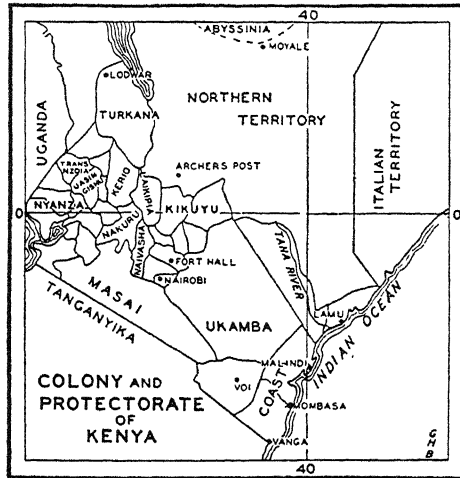 40
ABYSSINIA
MOYALE
LODWAR
TURKANA
NORTHERN
TERRITORY
UGANDA
ITALIAN
TERRITORY
ARCHERS POST
TRANS
NZOIA
UASIN
GISHU
KERIO
LAIKIPIA
NYANZA
KIKUYU
0
0
NAKURU
NAIVASHA
FORT HALL
NAIROBI
TANA RIVER
MASAI
TANGANYIKA
UKAMBA
LAMU
INDIAN OCEAN
MALINDI
COAST
VOI
MOMBASA
VANGA
COLONY AND
PROTECTORATE
OF
KENYA
GHB
40